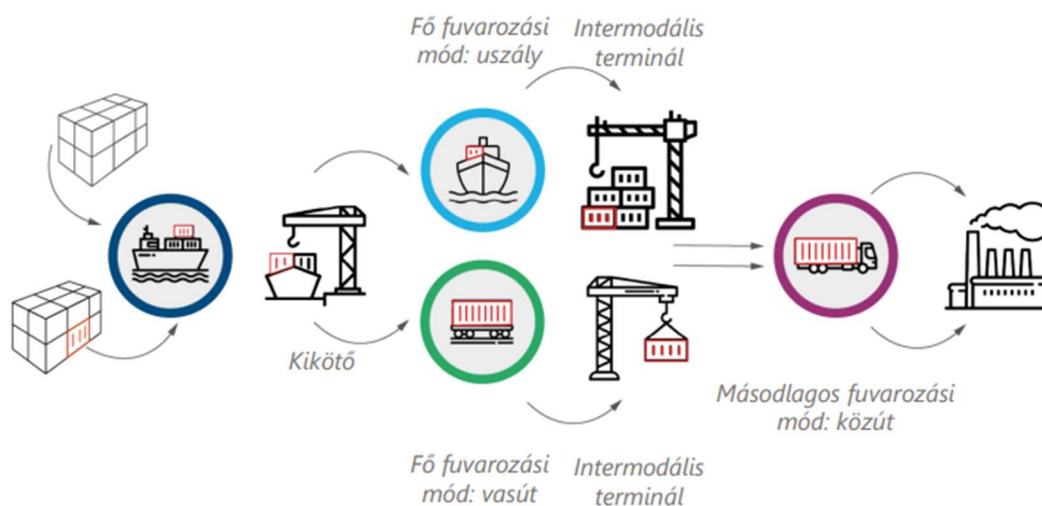 Fő fuvarozási
mód: uszály
Intermodális
terminál
Kikötő
Másodlagos fuvarozási
mód: közút
Fő fuvarozási
mód: vasút
Intermodális
terminál